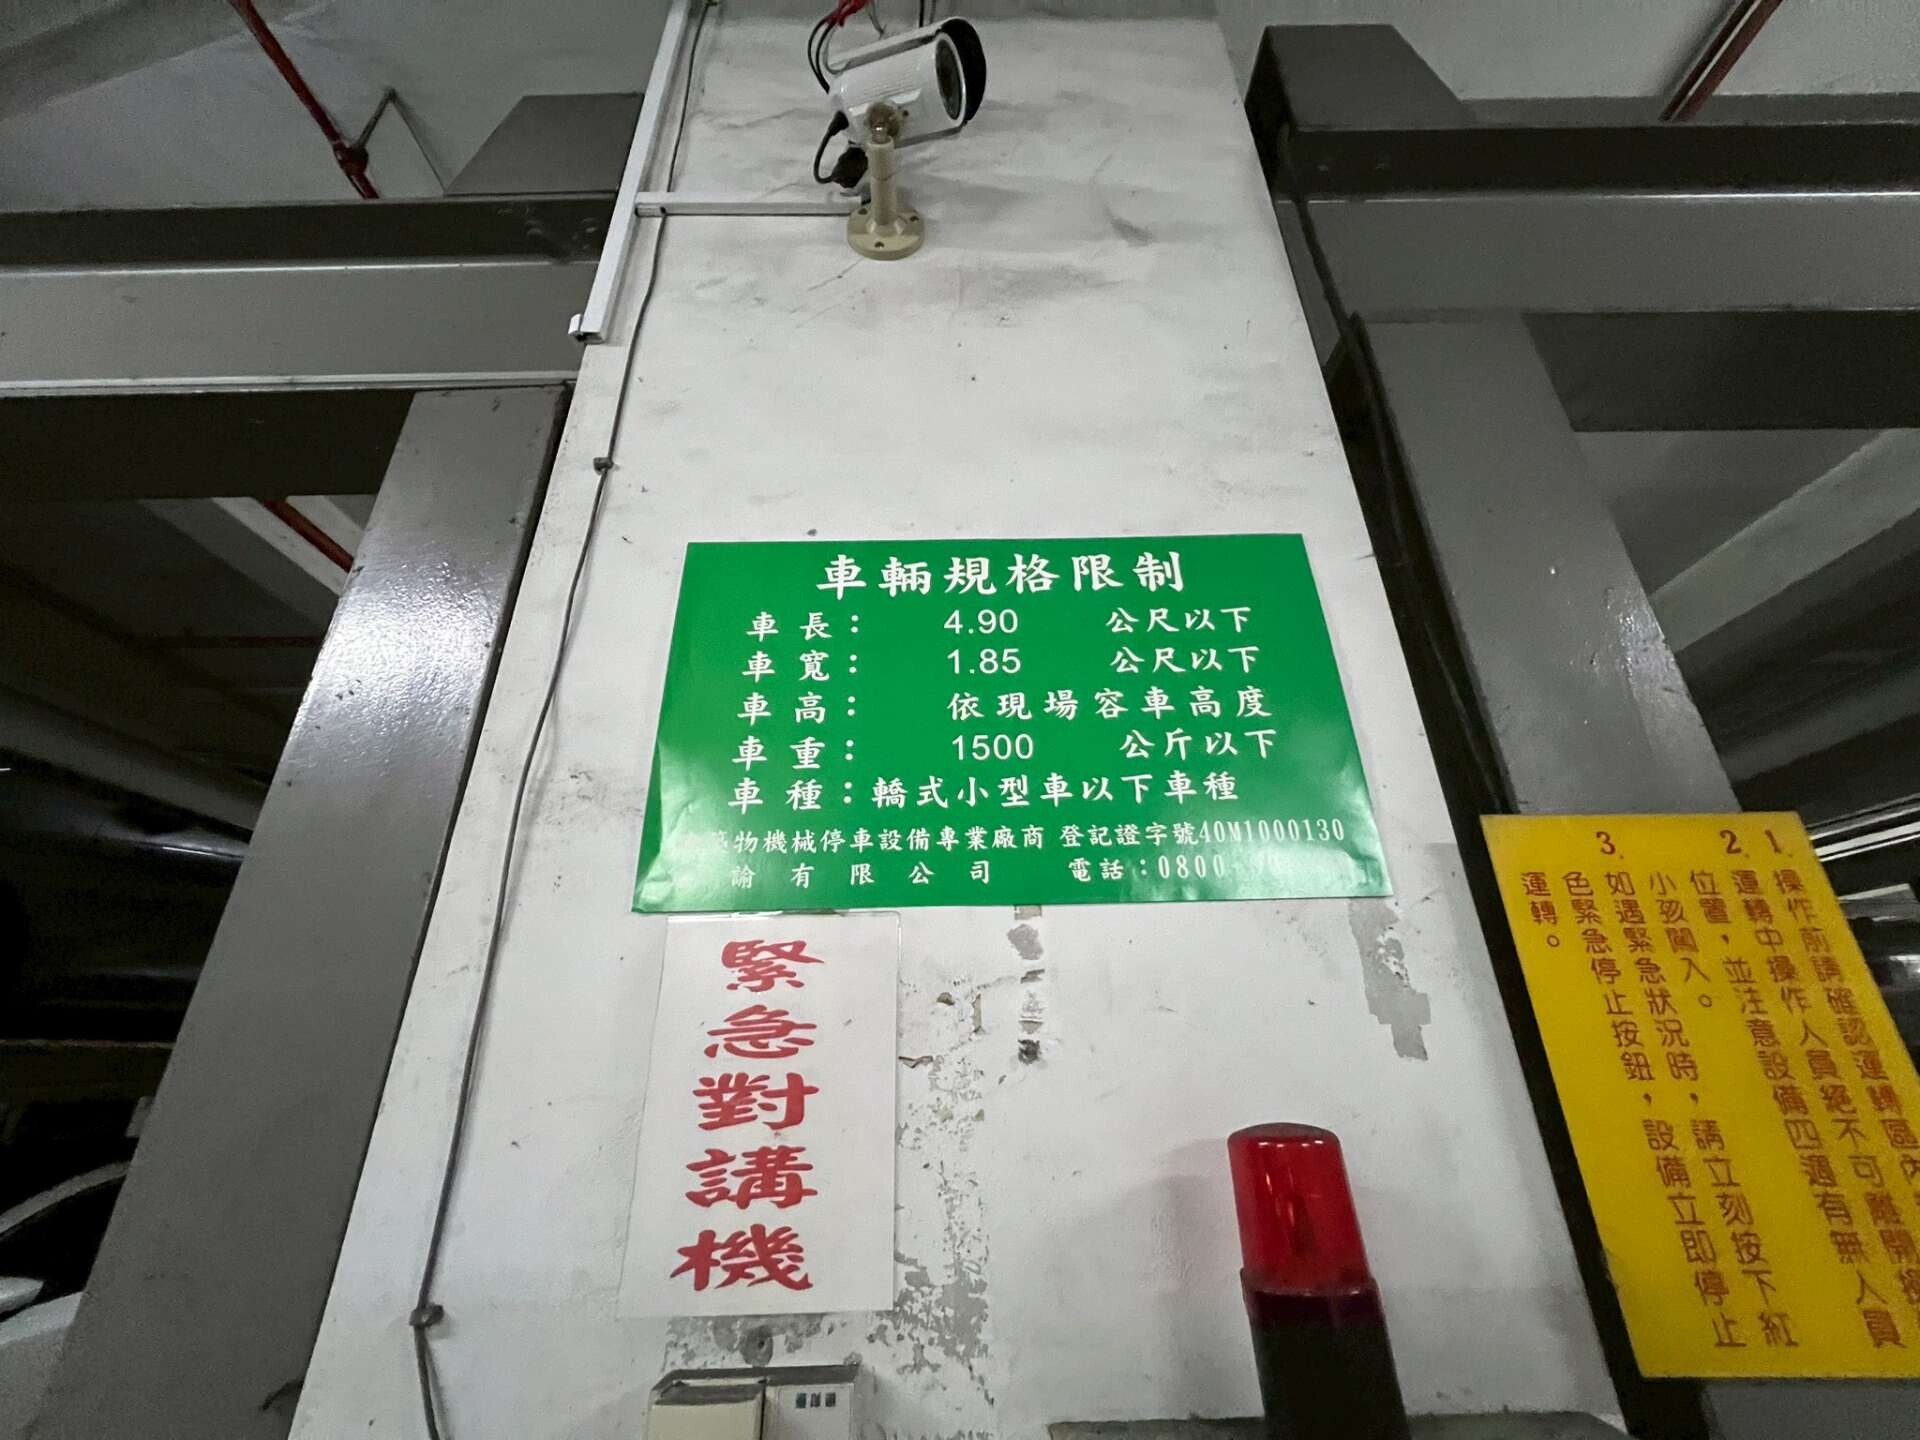 車輛規格限制
車長： 4.90 公尺以下
車寬： 1.85 公尺以下
車高： 依現場容車高度
車重： 1500 公斤以下
車種：轎式小型車以下車種
物機械停車設備專業廠商 登記證字號40M1000130
諭有限公司 電話：0800
緊急對講機
1.
操作前請確認運轉區內
2.
運轉中操作人員絕不可離開操
位置，並注意設備四週有無人員
小孩闖入。
3.
如遇緊急狀況時，請立刻按下紅
色緊急停止按鈕，設備立即停止
運轉。